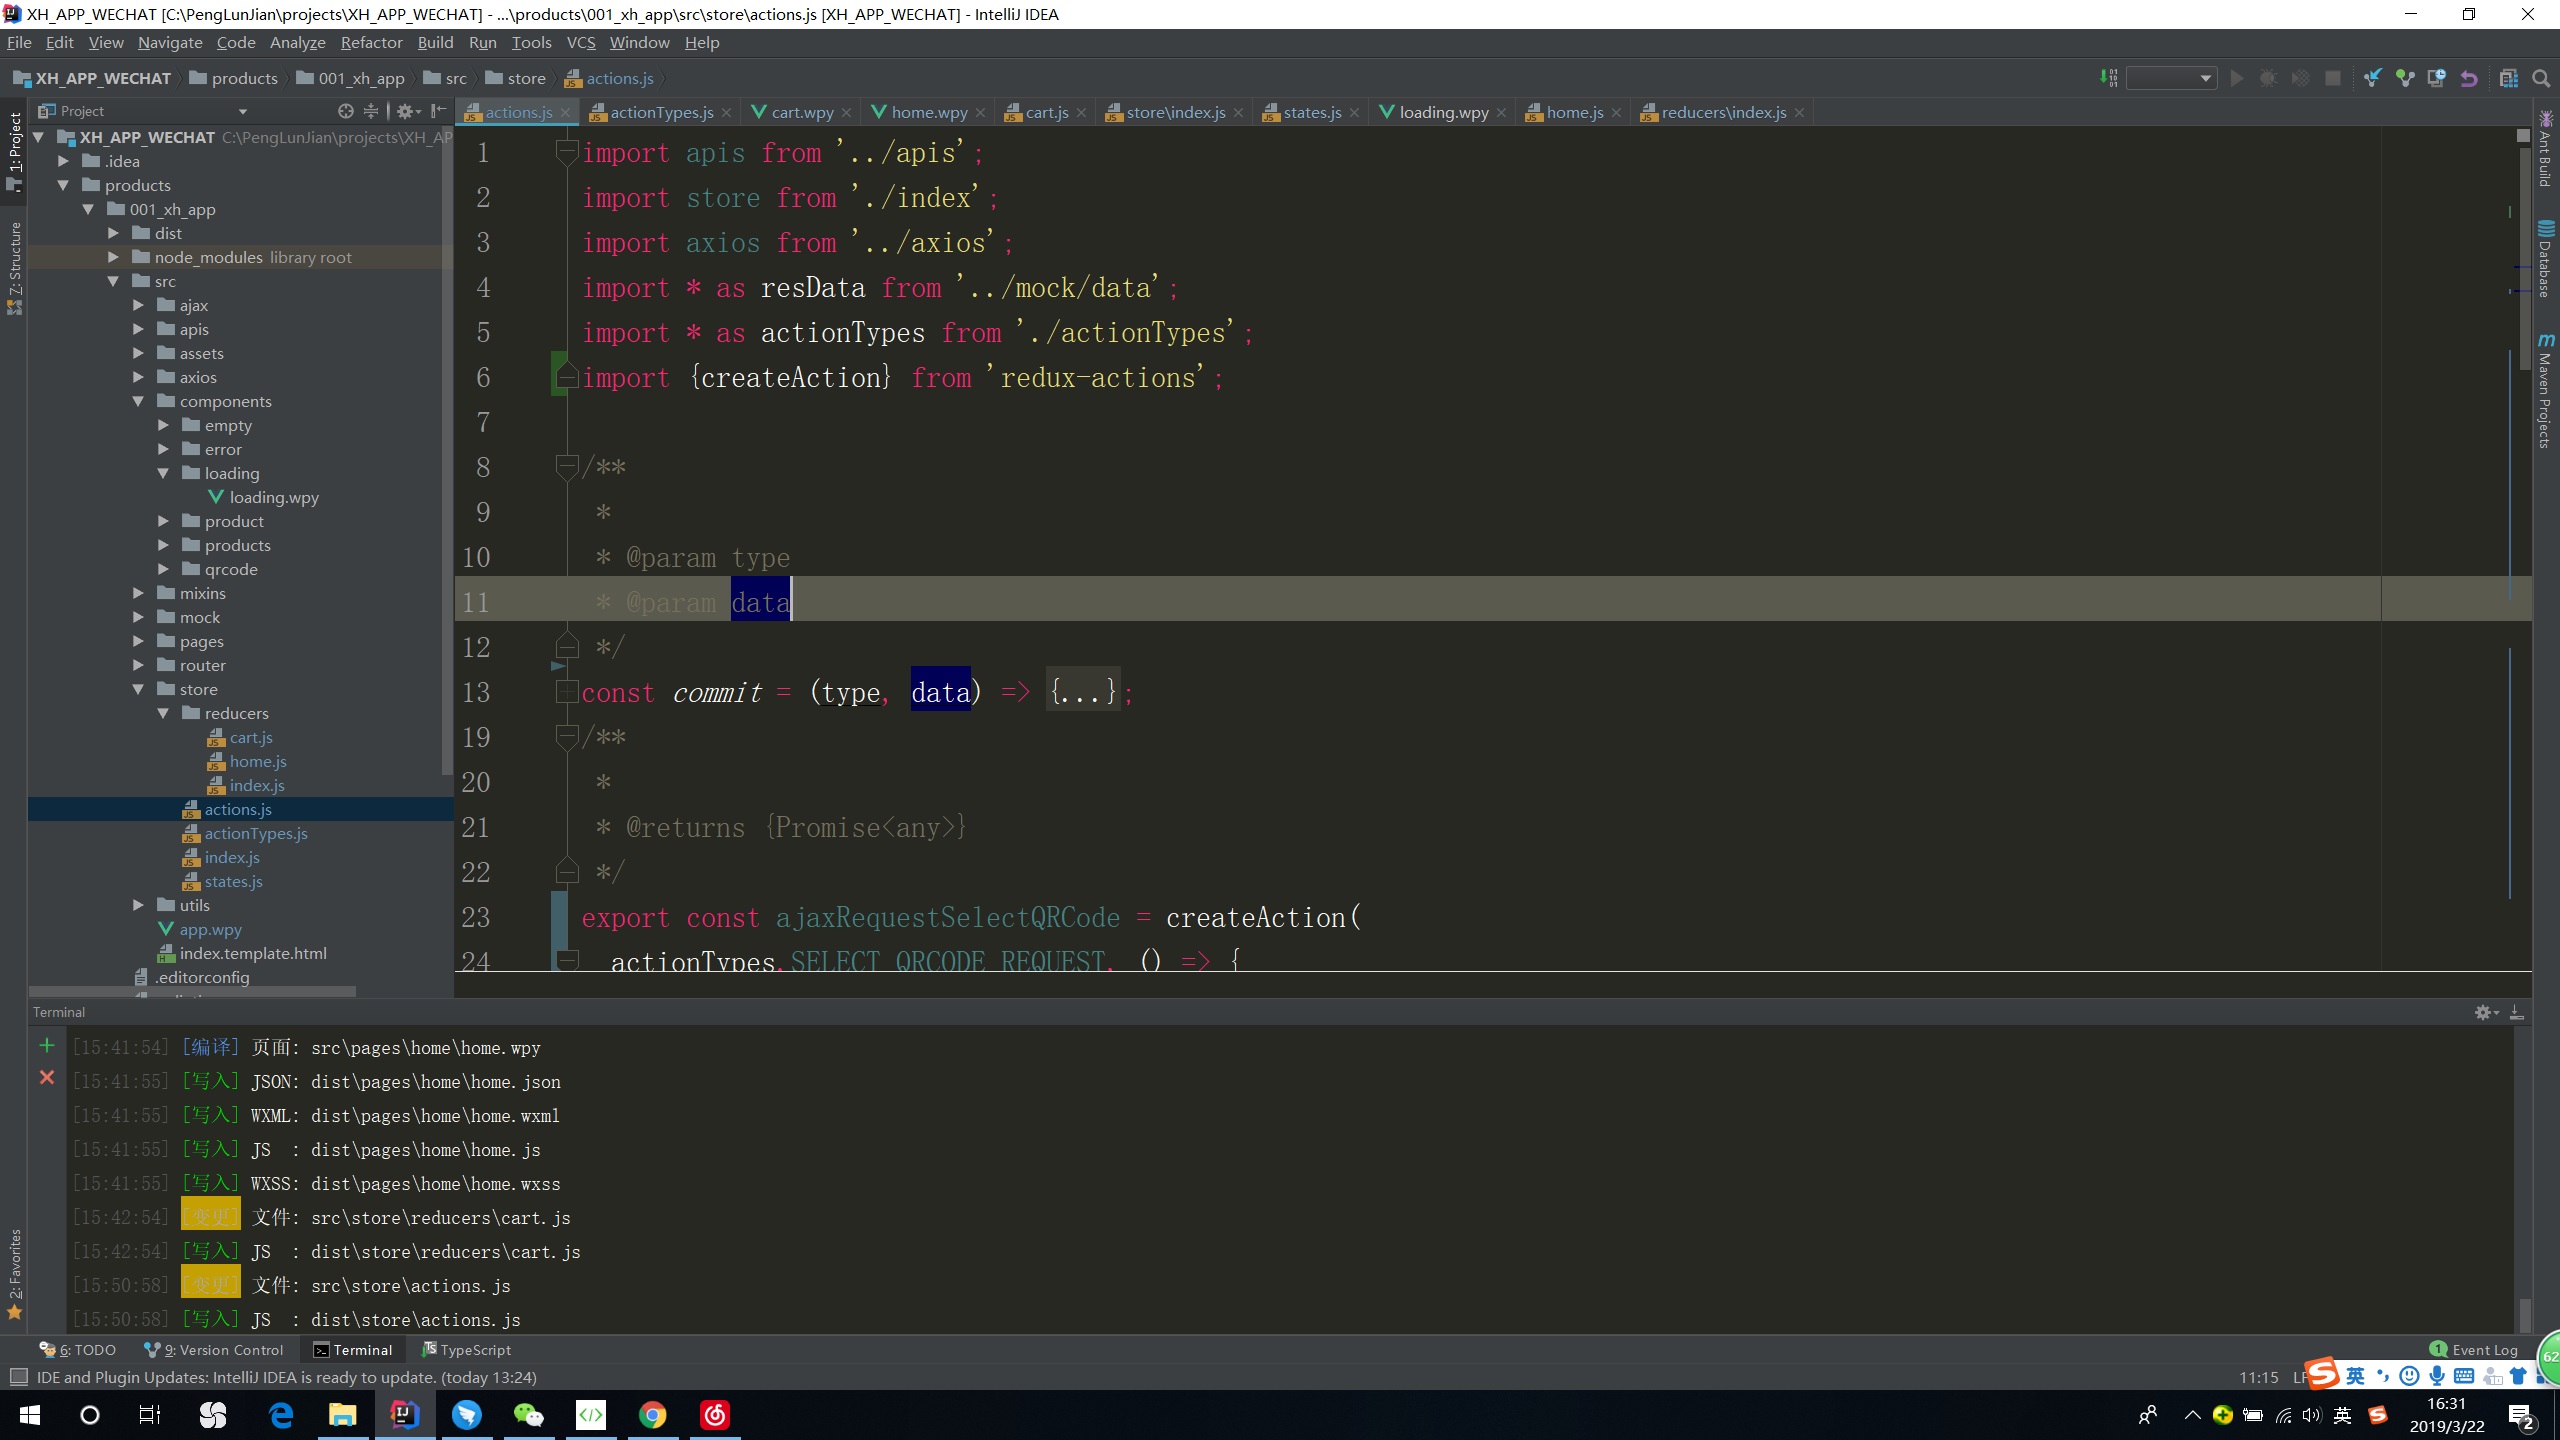 XH_APP_WECHAT [C:\PengLunJian\projects\XH_APP_WECHAT] - ...\products\001_xh_app\src\store\actions.js [XH_APP_WECHAT] - IntelliJ IDEA
File Edit View Navigate Code Analyze Refactor Build Run Tools VCS Window Help
XH_APP_WECHAT products 001_xh_app src store actions.js
Project
actions.js actionTypes.js cart.wpy home.wpy cart.js store\index.js states.js loading.wpy home.js reducers\index.js
1: Project
Z: Structure
2: Favorites
XH_APP_WECHAT C:\PengLunJian\projects\XH_AP
.idea
products
001_xh_app
dist
node_modules library root
src
ajax
apis
assets
axios
components
empty
error
loading
loading.wpy
product
products
qrcode
mixins
mock
pages
router
store
reducers
cart.js
home.js
index.js
actions.js
actionTypes.js
index.js
states.js
utils
app.wpy
index.template.html
.editorconfig
1 import apis from '../apis';
2 import store from './index';
3 import axios from '../axios';
4 import * as resData from '../mock/data';
5 import * as actionTypes from './actionTypes';
6 import {createAction} from 'redux-actions';
7
8 /**
9 *
10 * @param type
11 * @param data
12 */
13 const commit = (type, data) => {...};
19 /**
20 *
21 * @returns {Promise<any>}
22 */
23 export const ajaxRequestSelectQRCode = createAction(
24 actionTypes.SELECT_QRCODE_REQUEST, () => {
Ant Build
Database
Maven Projects
Terminal
[15:41:54] [编译] 页面: src\pages\home\home.wpy
[15:41:55] [写入] JSON: dist\pages\home\home.json
[15:41:55] [写入] WXML: dist\pages\home\home.wxml
[15:41:55] [写入] JS : dist\pages\home\home.js
[15:41:55] [写入] WXSS: dist\pages\home\home.wxss
[15:42:54] [变更] 文件: src\store\reducers\cart.js
[15:42:54] [写入] JS : dist\store\reducers\cart.js
[15:50:58] [变更] 文件: src\store\actions.js
[15:50:58] [写入] JS : dist\store\actions.js
6: TODO 9: Version Control Terminal TypeScript 1 Event Log
62
IDE and Plugin Updates: IntelliJ IDEA is ready to update. (today 13:24) 11:15 LF 英
英 16:31
2019/3/22 2